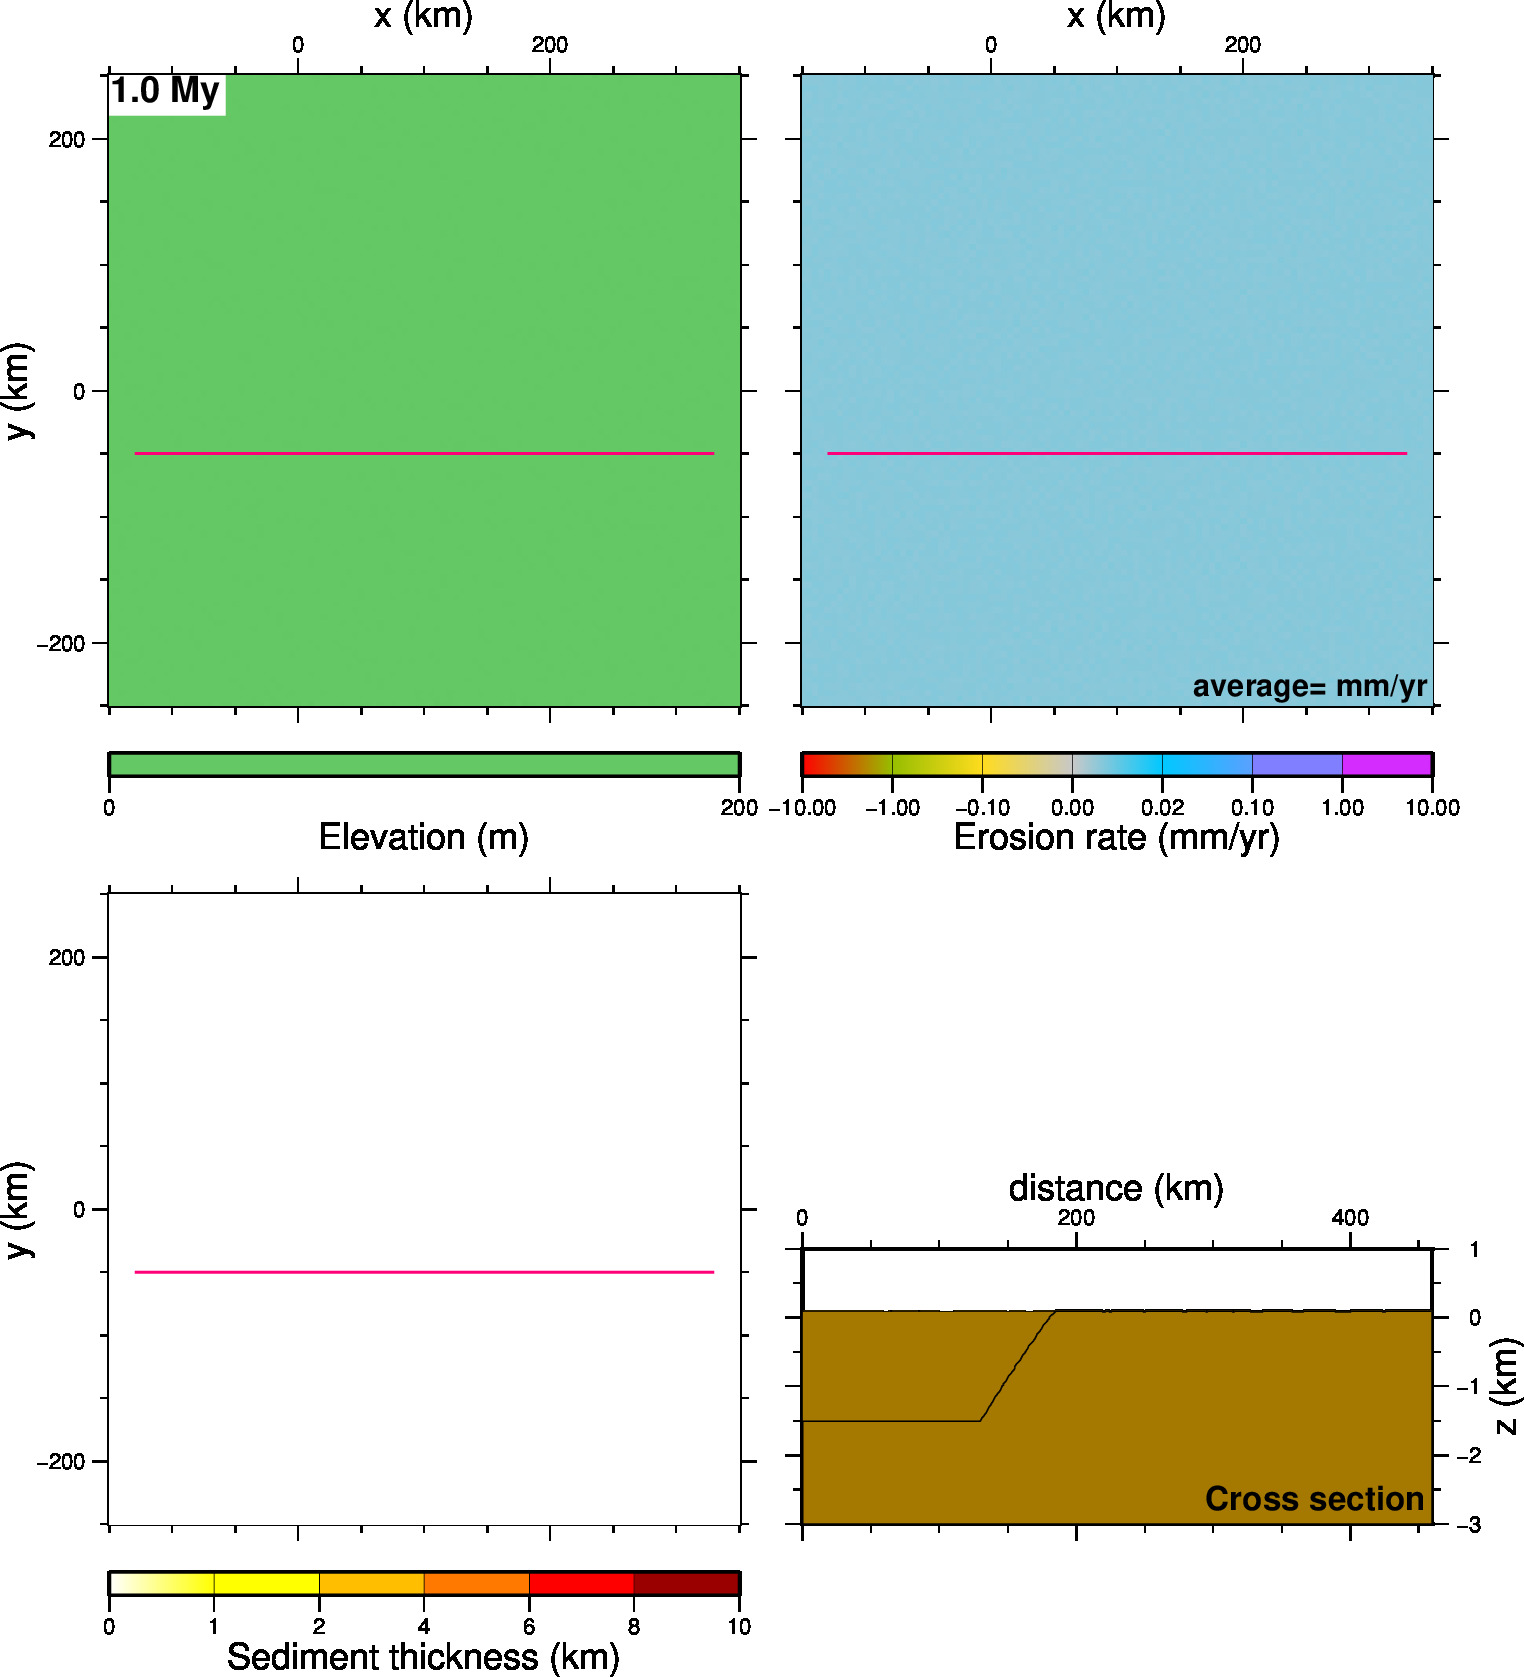 x (km)
x (km)
0
200
0
200
1.0 My
200
0
−200
y (km)
average= mm/yr
0
200
Elevation (m)
−10.00
−1.00
−0.10
0.00
0.02
0.10
1.00
10.00
Erosion rate (mm/yr)
200
0
−200
y (km)
distance (km)
0
200
400
1
0
−1
−2
−3
z (km)
Cross section
0
1
2
4
6
8
10
Sediment thickness (km)